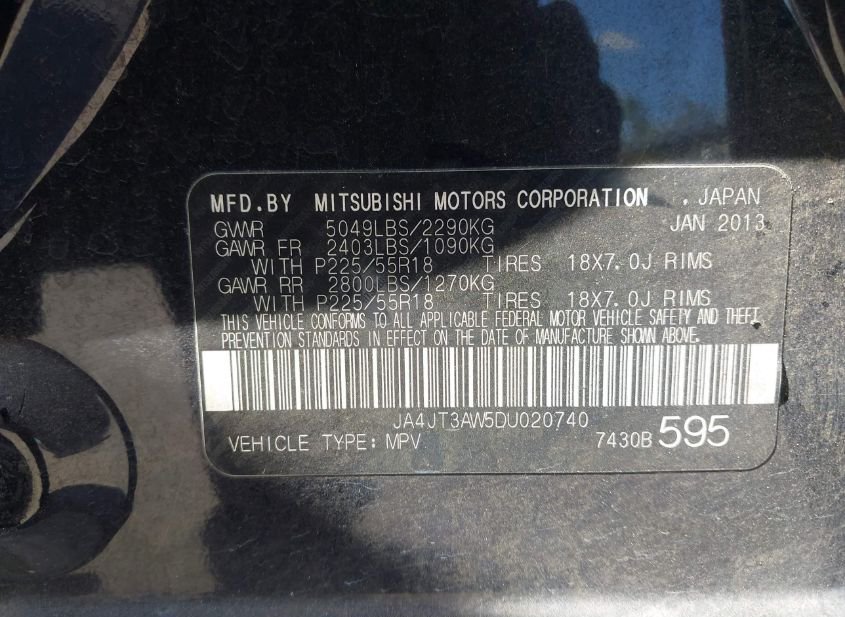 MFD.BY MITSUBISHI MOTORS CORPORATION , JAPAN
GVWR 5049LBS/2290KG JAN 2013
GAWR FR 2403LBS/1090KG
WITH P225/55R18 TIRES 18X7.0J RIMS
GAWR RR 2800LBS/1270KG
WITH P225/55R18 TIRES 18X7.0J RIMS
THIS VEHICLE CONFORMS TO ALL APPLICABLE FEDERAL MOTOR VEHICLE SAFETY AND THEFT
PREVENTION STANDARDS IN EFFECT ON THE DATE OF MANUFACTURE SHOWN ABOVE.
JA4JT3AW5DU020740
VEHICLE TYPE: MPV 7430B 595